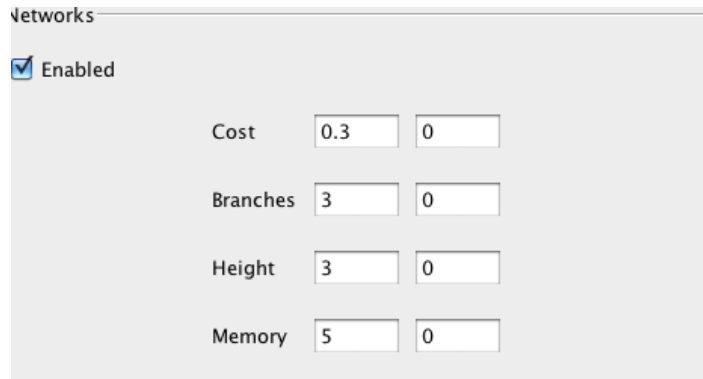 Networks
Enabled
Cost 0.3 0
Branches 3 0
Height 3 0
Memory 5 0